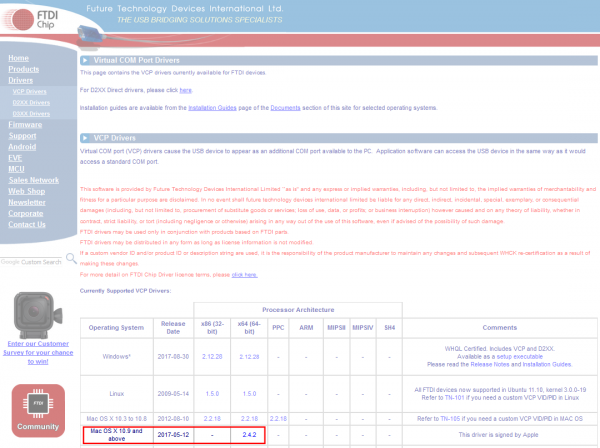 FTDI
Chip
Future Technology Devices International Ltd.
THE USB BRIDGING SOLUTIONS SPECIALISTS
Home
Products
Drivers
VCP Drivers
D2XX Drivers
D3XX Drivers
Firmware
Support
Android
EVE
MCU
Sales Network
Web Shop
Newsletter
Corporate
Contact Us
Google Custom Search
Enter our Customer
Survey for your chance
to win!
FTDI
Community
Virtual COM Port Drivers
This page contains the VCP drivers currently available for FTDI devices.
For D2XX Direct drivers, please click here.
Installation guides are available from the Installation Guides page of the Documents section of this site for selected operating systems.
VCP Drivers
Virtual COM port (VCP) drivers cause the USB device to appear as an additional COM port available to the PC. Application software can access the USB device in the same way as it would
access a standard COM port.
This software is provided by Future Technology Devices International Limited "as is" and any express or implied warranties, including, but not limited to, the implied warranties of merchantability and
fitness for a particular purpose are disclaimed. In no event shall future technology devices international limited be liable for any direct, indirect, incidental, special, exemplary, or consequential
damages (including, but not limited to, procurement of substitute goods or services; loss of use, data, or profits; or business interruption) however caused and on any theory of liability, whether in
contract, strict liability, or tort (including negligence or otherwise) arising in any way out of the use of this software, even if advised of the possibility of such damage.
FTDI drivers may be used only in conjunction with products based on FTDI parts.
FTDI drivers may be distributed in any form as long as license information is not modified.
If a custom vendor ID and/or product ID or description string are used, it is the responsibility of the product manufacturer to maintain any changes and subsequent WHCK re-certification as a result of
making these changes.
For more detail on FTDI Chip Driver licence terms, please click here.
Currently Supported VCP Drivers:
Processor Architecture
Operating System Release Date x86 (32-bit) x64 (64-bit) PPC ARM MIPSII MIPSIV SH4 Comments
Windows* 2017-08-30 2.12.28 2.12.28 - - - - - WHQL Certified. Includes VCP and D2XX.
Available as a setup executable
Please read the Release Notes and Installation Guides.
Linux 2009-05-14 1.5.0 1.5.0 - - - - - All FTDI devices now supported in Ubuntu 11.10, kernel 3.0.0-19
Refer to TN-101 if you need a custom VCP VID/PID in Linux
Mac OS X 10.3 to 10.8 2012-08-10 2.2.18 2.2.18 2.2.18 - - - - Refer to TN-105 if you need a custom VCP VID/PID in MAC OS
Mac OS X 10.9 and above 2017-05-12 - 2.4.2 - - - - - This driver is signed by Apple